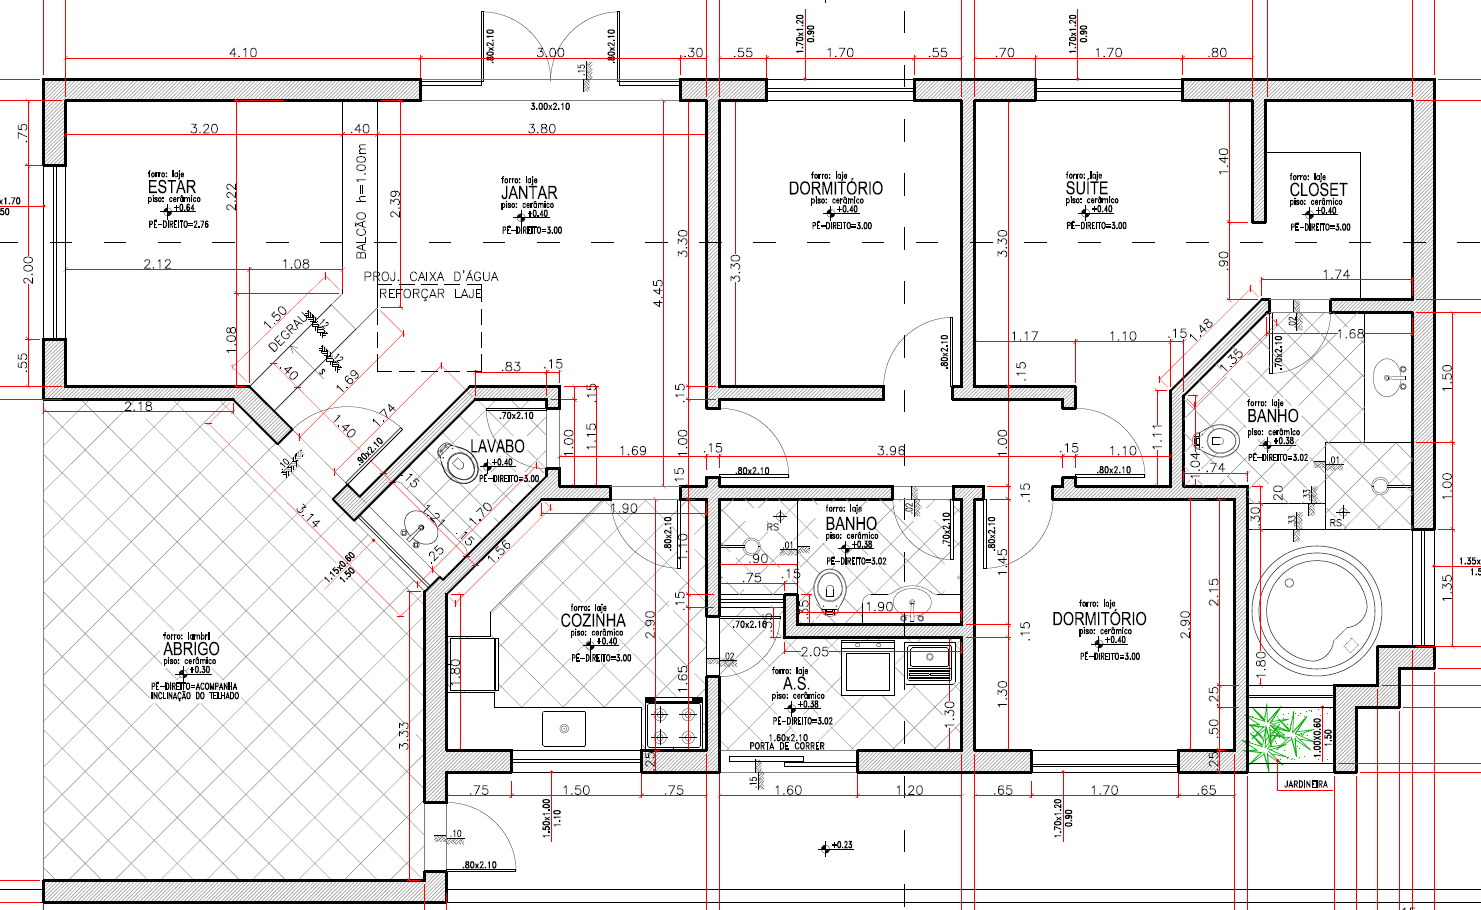 4.10
3.00
.30
.55
1.70
.55
.70
1.70
.80
.80x2.10
.80x2.10
1.70x1.20
0.90
1.70x1.20
0.90
.15
3.00x2.10
.75
2.00
.55
3.20
.40
3.80
forro: laje
ESTAR
piso: cerâmico
+0.64
PÉ-DIREITO=2.76
2.22
BALCÃO h=1.00m
2.39
forro: laje
JANTAR
piso: cerâmico
+0.40
PÉ-DIREITO=3.00
3.30
4.45
forro: laje
DORMITÓRIO
piso: cerâmico
+0.40
PÉ-DIREITO=3.00
3.30
forro: laje
SUÍTE
piso: cerâmico
+0.40
PÉ-DIREITO=3.00
3.30
1.40
.90
forro: laje
CLOSET
piso: cerâmico
+0.40
PÉ-DIREITO=3.00
1.74
2.12
1.08
PROJ. CAIXA D'ÁGUA
REFORÇAR LAJE
1.50
DEGRAU
.12
.12
s
1.08
.40
1.69
1.40
1.74
.90x2.10
.10
2.18
3.14
.83
.15
.70x2.10
LAVABO
+0.40
PÉ-DIREITO=3.00
.15
1.21
1.70
.15
.25
1.15x0.60
1.50
1.56
1.00
1.15
.15
1.69
.15
1.00
.15
.15
.80x2.10
3.96
.80x2.10
1.17
1.10
.15
.15
1.00
.15
1.10
.80x2.10
1.11
1.04
1.48
1.35
.02
.70x2.10
1.68
forro: laje
BANHO
piso: cerâmico
+0.38
PÉ-DIREITO=3.02
.74
.20
.30
.33
.33
.01
RS
1.50
1.00
1.35
1.80
2.15
.25
.50
.25
1.00x0.60
1.50
JARDINEIRA
1.90
.80x2.10
1.10
.15
2.90
1.65
1.80
forro: laje
COZINHA
piso: cerâmico
+0.40
PÉ-DIREITO=3.00
.25
.75
1.50
.75
1.50x1.00
1.10
RS
.01
.90
.75
.15
.70x2.10
.02
forro: laje
BANHO
piso: cerâmico
+0.38
PÉ-DIREITO=3.02
.02
.70x2.10
.35
1.90
2.05
forro: laje
A.S.
piso: cerâmico
+0.38
PÉ-DIREITO=3.02
1.30
1.60x2.10
PORTA DE CORRER
.15
1.60
1.20
.80x2.10
.15
1.45
.15
1.30
forro: laje
DORMITÓRIO
piso: cerâmico
+0.40
PÉ-DIREITO=3.00
2.90
.65
1.70
.65
1.70x1.20
0.90
forro: lambril
ABRIGO
piso: cerâmico
+0.30
PÉ-DIREITO=ACOMPANHA
INCLINAÇÃO DO TELHADO
3.33
.10
.80x2.10
+0.23